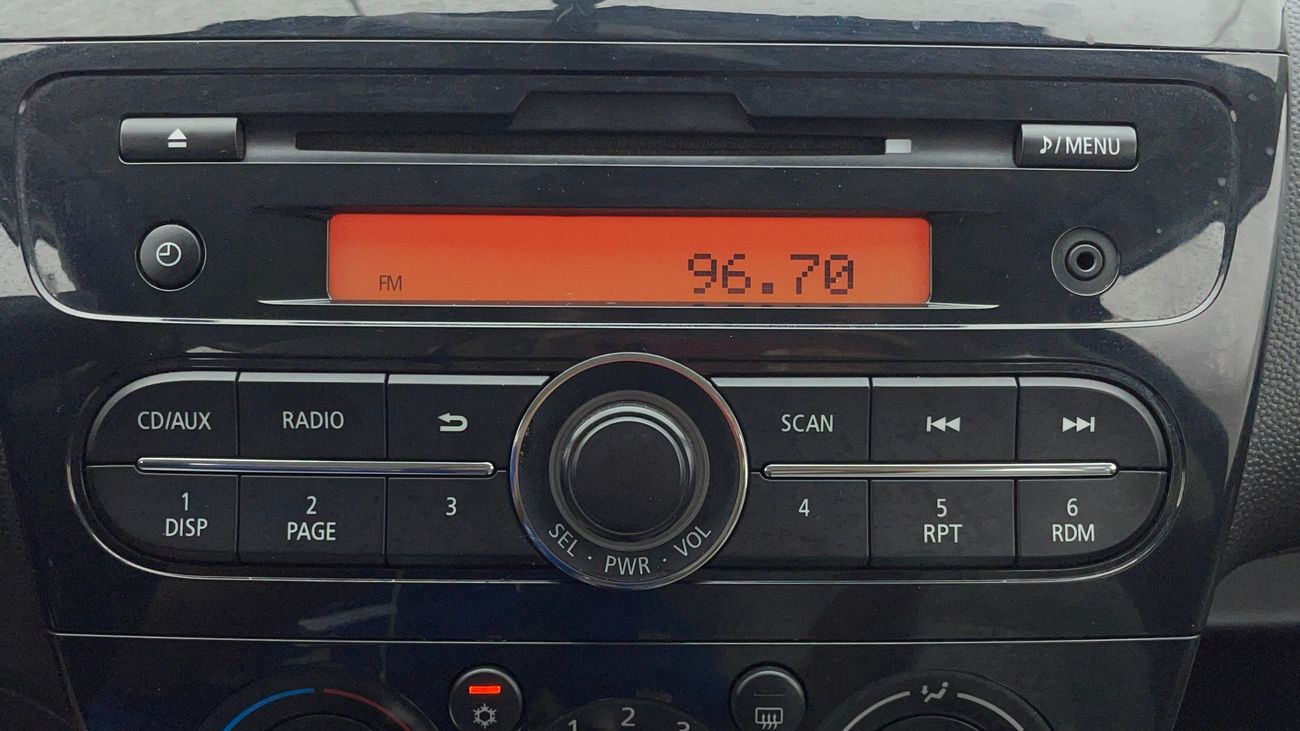 ♪/MENU
FM
96.70
CD/AUX
RADIO
SCAN
1
DISP
2
PAGE
3
4
5
RPT
6
RDM
SEL · PWR · VOL
1
2
3